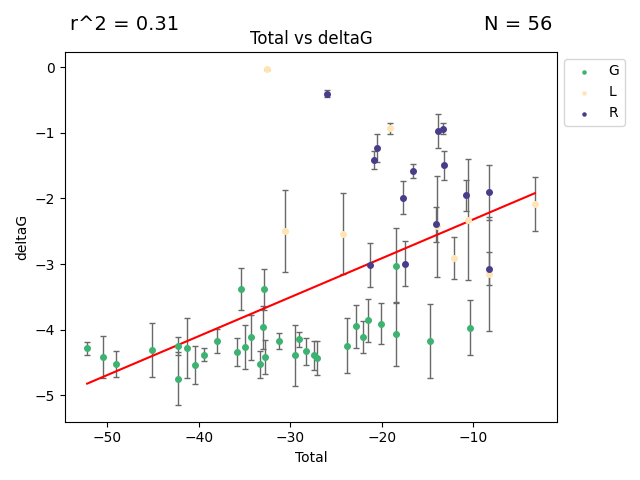 r^2 = 0.31
N = 56
Total vs deltaG
G
L
R
0
−1
−2
−3
−4
−5
deltaG
−50
−40
−30
−20
−10
Total